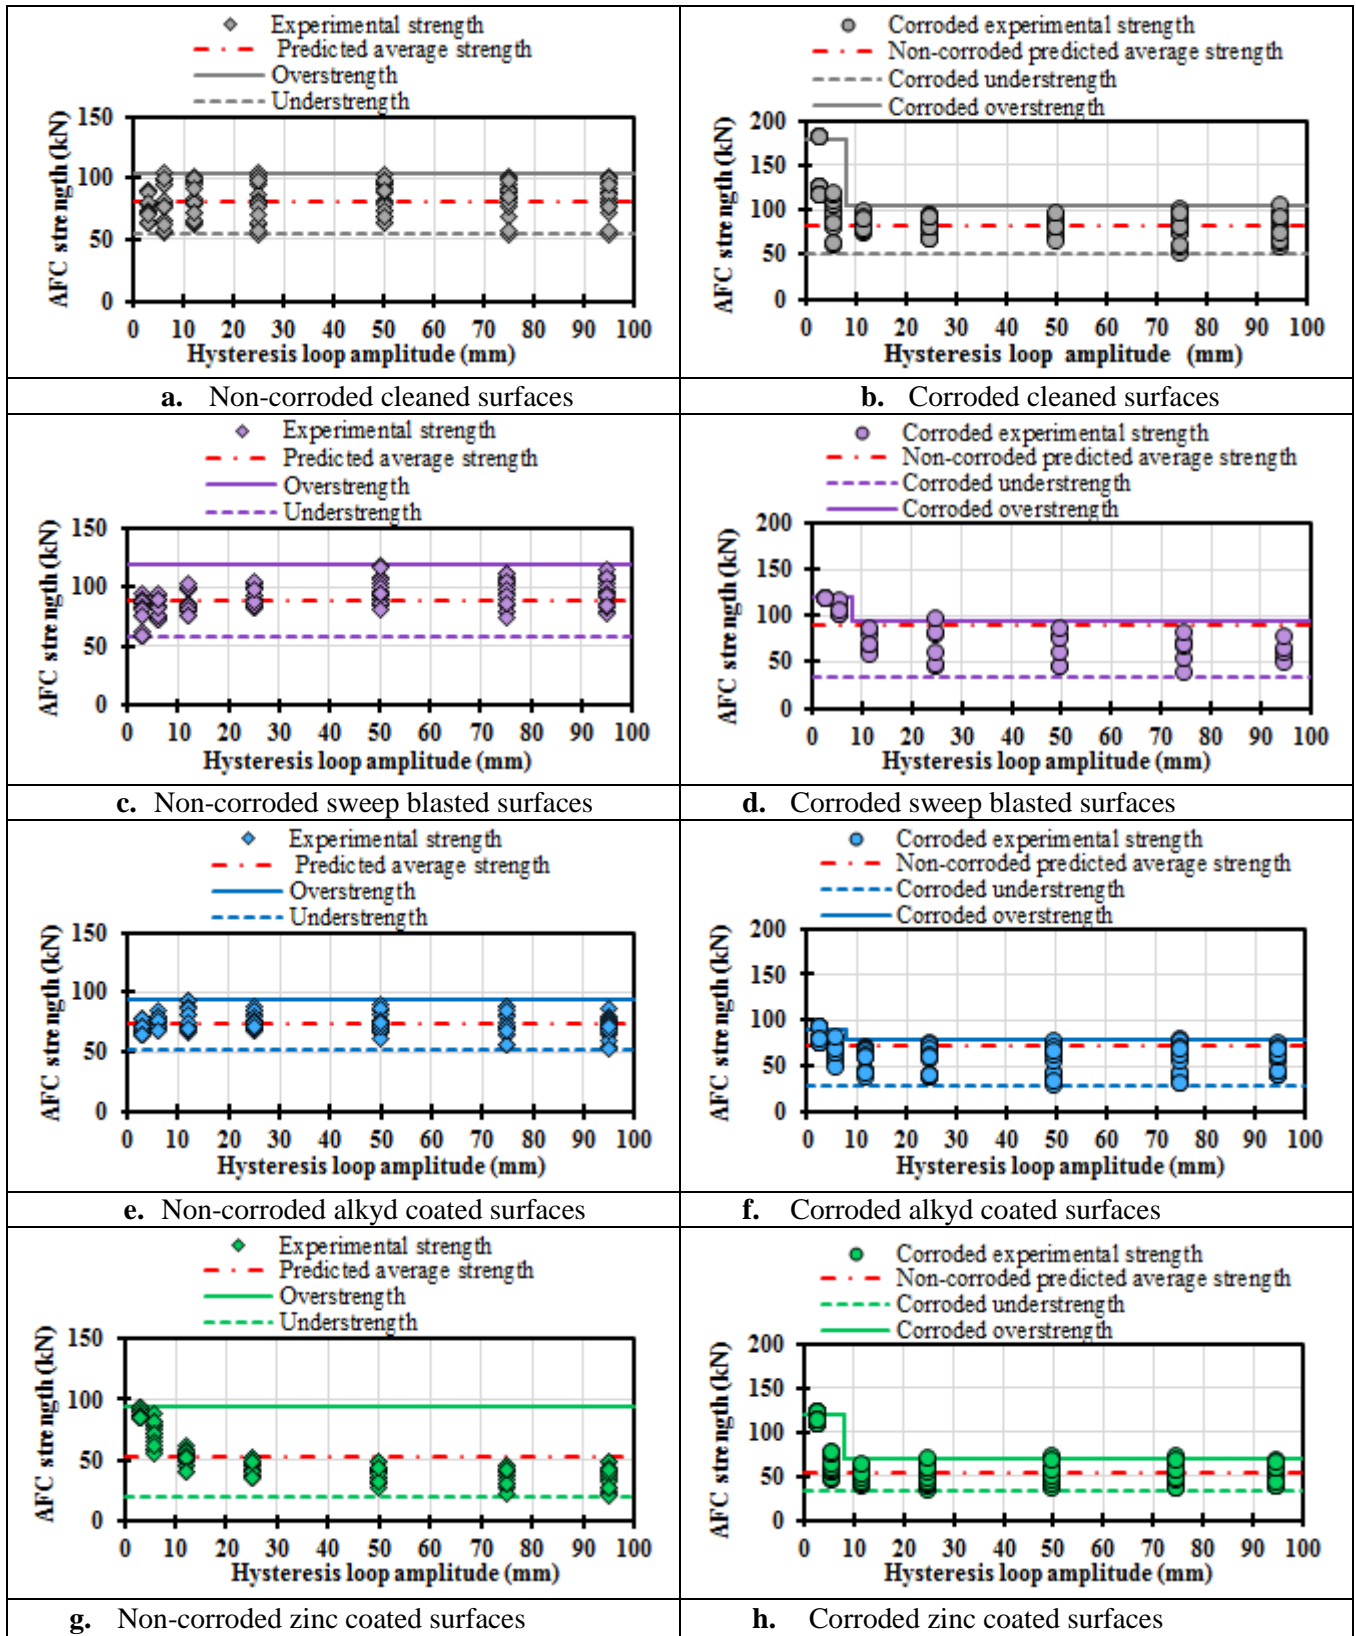 Experimental strength
Predicted average strength
Overstrength
Understrength
AFC strength (kN)
150
100
50
0
0 10 20 30 40 50 60 70 80 90 100
Hysteresis loop amplitude (mm)
a. Non-corroded cleaned surfaces
Corroded experimental strength
Non-corroded predicted average strength
Corroded understrength
Corroded overstrength
AFC strength (kN)
200
150
100
50
0
0 10 20 30 40 50 60 70 80 90 100
Hysteresis loop amplitude (mm)
b. Corroded cleaned surfaces
Experimental strength
Predicted average strength
Overstrength
Understrength
AFC strength (kN)
150
100
50
0
0 10 20 30 40 50 60 70 80 90 100
Hysteresis loop amplitude (mm)
c. Non-corroded sweep blasted surfaces
Corroded experimental strength
Non-corroded predicted average strength
Corroded understrength
Corroded overstrength
AFC strength (kN)
200
150
100
50
0
0 10 20 30 40 50 60 70 80 90 100
Hysteresis loop amplitude (mm)
d. Corroded sweep blasted surfaces
Experimental strength
Predicted average strength
Overstrength
Understrength
AFC strength (kN)
150
100
50
0
0 10 20 30 40 50 60 70 80 90 100
Hysteresis loop amplitude (mm)
e. Non-corroded alkyd coated surfaces
Corroded experimental strength
Non-corroded predicted average strength
Corroded understrength
Corroded overstrength
AFC strength (kN)
200
150
100
50
0
0 10 20 30 40 50 60 70 80 90 100
Hysteresis loop amplitude (mm)
f. Corroded alkyd coated surfaces
Experimental strength
Predicted average strength
Overstrength
Understrength
AFC strength (kN)
150
100
50
0
0 10 20 30 40 50 60 70 80 90 100
Hysteresis loop amplitude (mm)
g. Non-corroded zinc coated surfaces
Corroded experimental strength
Non-corroded predicted average strength
Corroded understrength
Corroded overstrength
AFC strength (kN)
200
150
100
50
0
0 10 20 30 40 50 60 70 80 90 100
Hysteresis loop amplitude (mm)
h. Corroded zinc coated surfaces